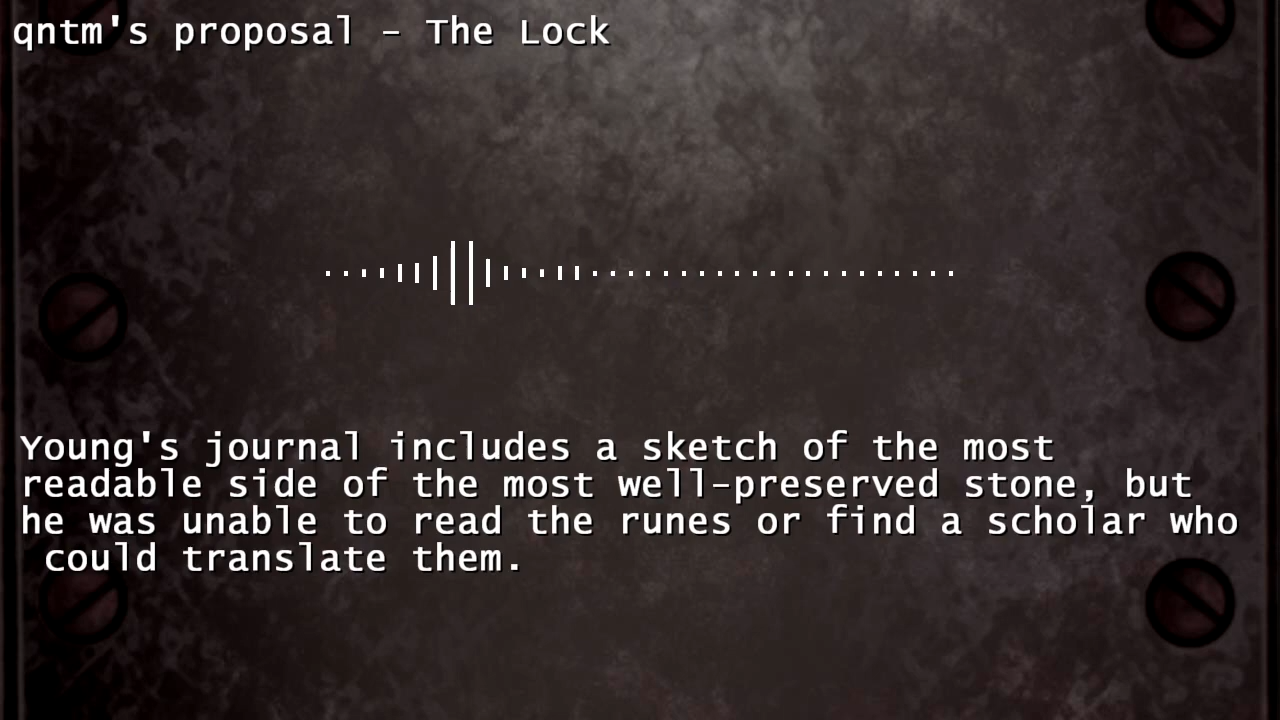 qntm's proposal - The Lock
Young's journal includes a sketch of the most
readable side of the most well-preserved stone, but
he was unable to read the runes or find a scholar who
could translate them.